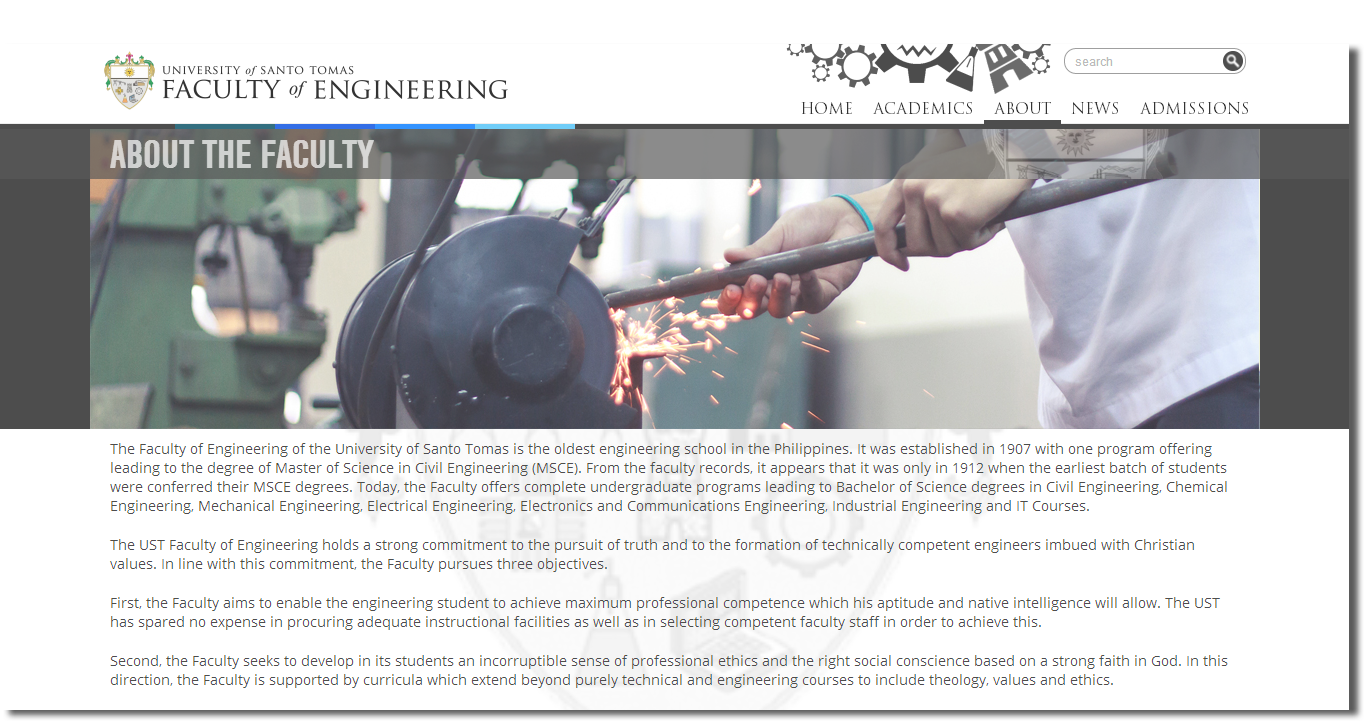 UNIVERSITY of SANTO TOMAS
FACULTY of ENGINEERING
search
HOME ACADEMICS ABOUT NEWS ADMISSIONS
ABOUT THE FACULTY
The Faculty of Engineering of the University of Santo Tomas is the oldest engineering school in the Philippines. It was established in 1907 with one program offering
leading to the degree of Master of Science in Civil Engineering (MSCE). From the faculty records, it appears that it was only in 1912 when the earliest batch of students
were conferred their MSCE degrees. Today, the Faculty offers complete undergraduate programs leading to Bachelor of Science degrees in Civil Engineering, Chemical
Engineering, Mechanical Engineering, Electrical Engineering, Electronics and Communications Engineering, Industrial Engineering and IT Courses.
The UST Faculty of Engineering holds a strong commitment to the pursuit of truth and to the formation of technically competent engineers imbued with Christian
values. In line with this commitment, the Faculty pursues three objectives.
First, the Faculty aims to enable the engineering student to achieve maximum professional competence which his aptitude and native intelligence will allow. The UST
has spared no expense in procuring adequate instructional facilities as well as in selecting competent faculty staff in order to achieve this.
Second, the Faculty seeks to develop in its students an incorruptible sense of professional ethics and the right social conscience based on a strong faith in God. In this
direction, the Faculty is supported by curricula which extend beyond purely technical and engineering courses to include theology, values and ethics.